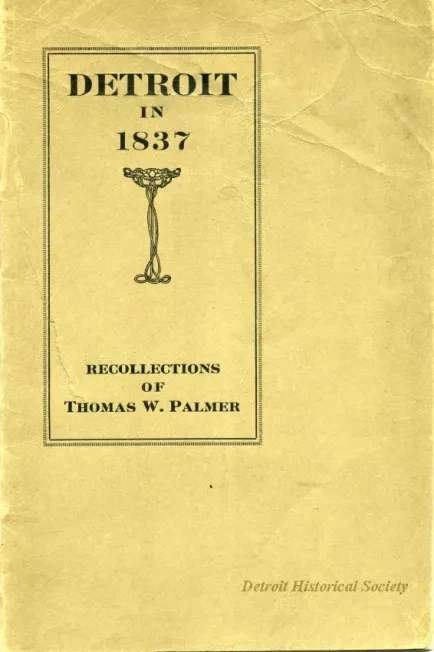 DETROIT
IN
1837
RECOLLECTIONS
OF
THOMAS W. PALMER
Detroit Historical Society